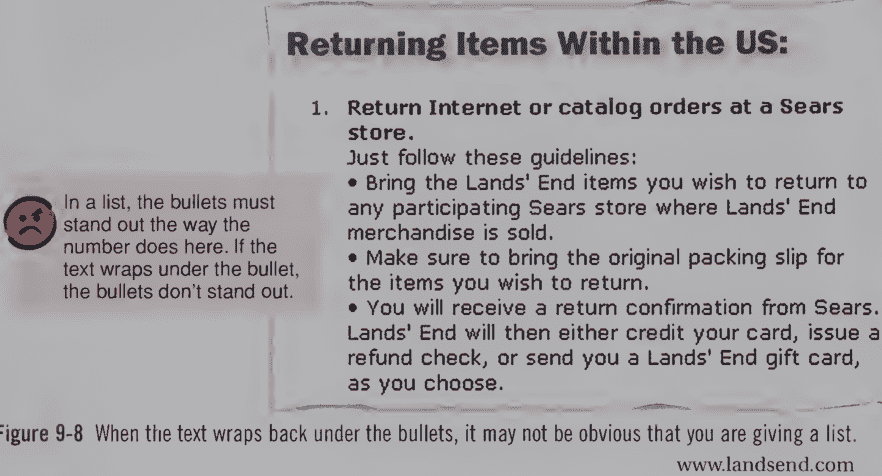 Returning Items Within the US:
1. Return Internet or catalog orders at a Sears
store.
Just follow these guidelines:
• Bring the Lands' End items you wish to return to
any participating Sears store where Lands' End
merchandise is sold.
• Make sure to bring the original packing slip for
the items you wish to return.
• You will receive a return confirmation from Sears.
Lands' End will then either credit your card, issue a
refund check, or send you a Lands' End gift card,
as you choose.
In a list, the bullets must
stand out the way the
number does here. If the
text wraps under the bullet,
the bullets don't stand out.
Figure 9-8 When the text wraps back under the bullets, it may not be obvious that you are giving a list.
www.landsend.com